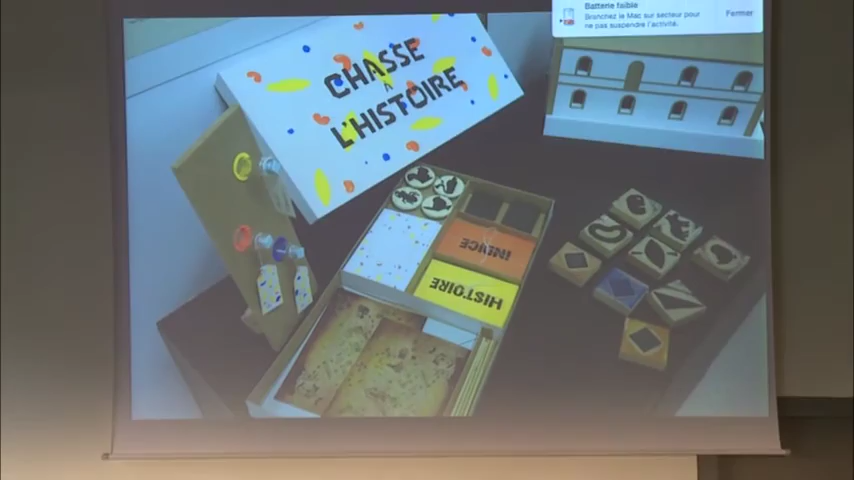 Batterie faible
Branchez le Mac sur secteur pour
ne pas suspendre l'activité.
Fermer
CHASSE
À
L'HISTOIRE
INDICE
HISTOIRE